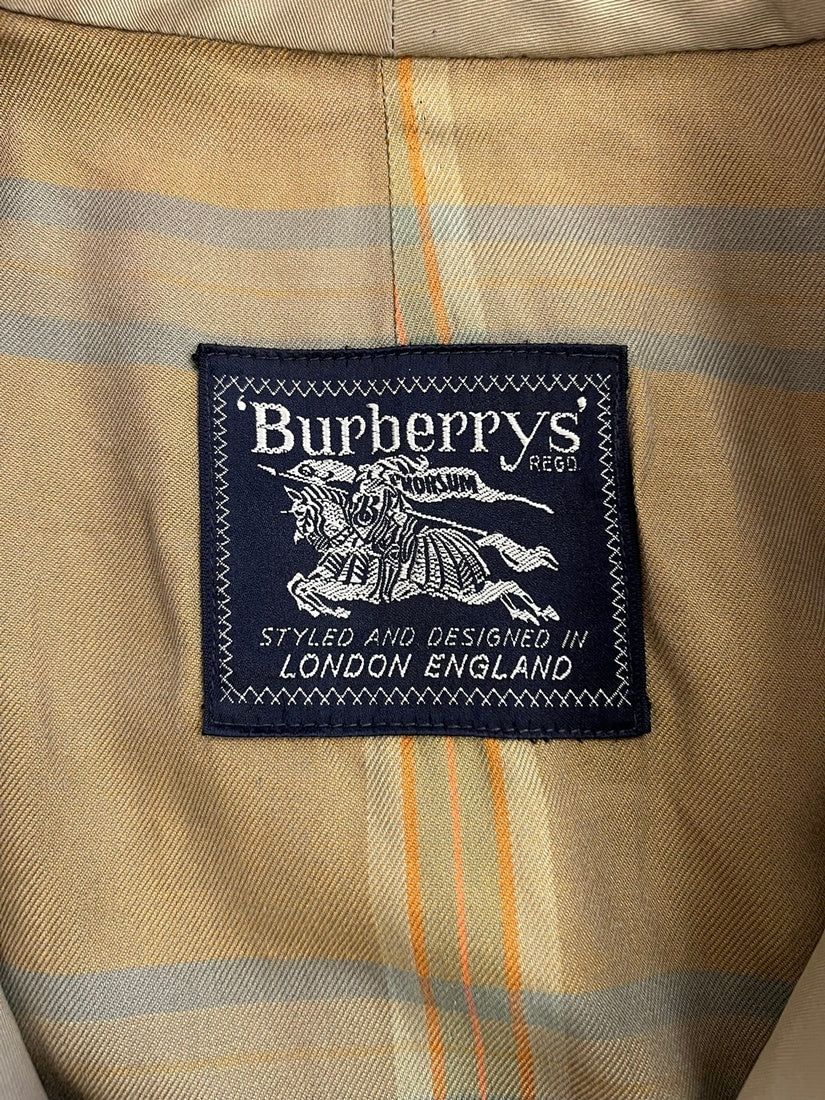 'Burberrys'
REGD
PRORSUM
B
STYLED AND DESIGNED IN
LONDON ENGLAND